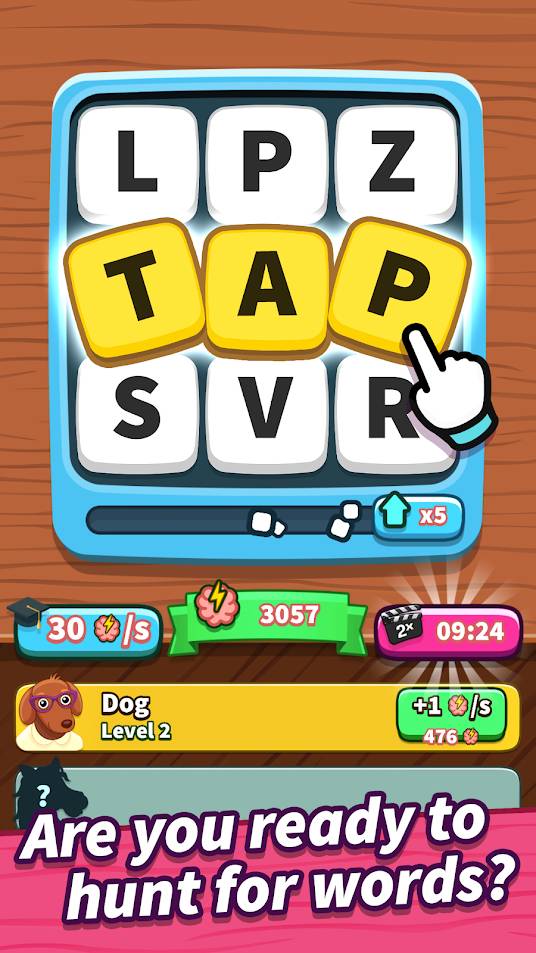 L P Z
T A P
S V R
x5
30 /s
3057
2x
09:24
Dog
Level 2
+1 /s
476
?
Are you ready to
hunt for words?